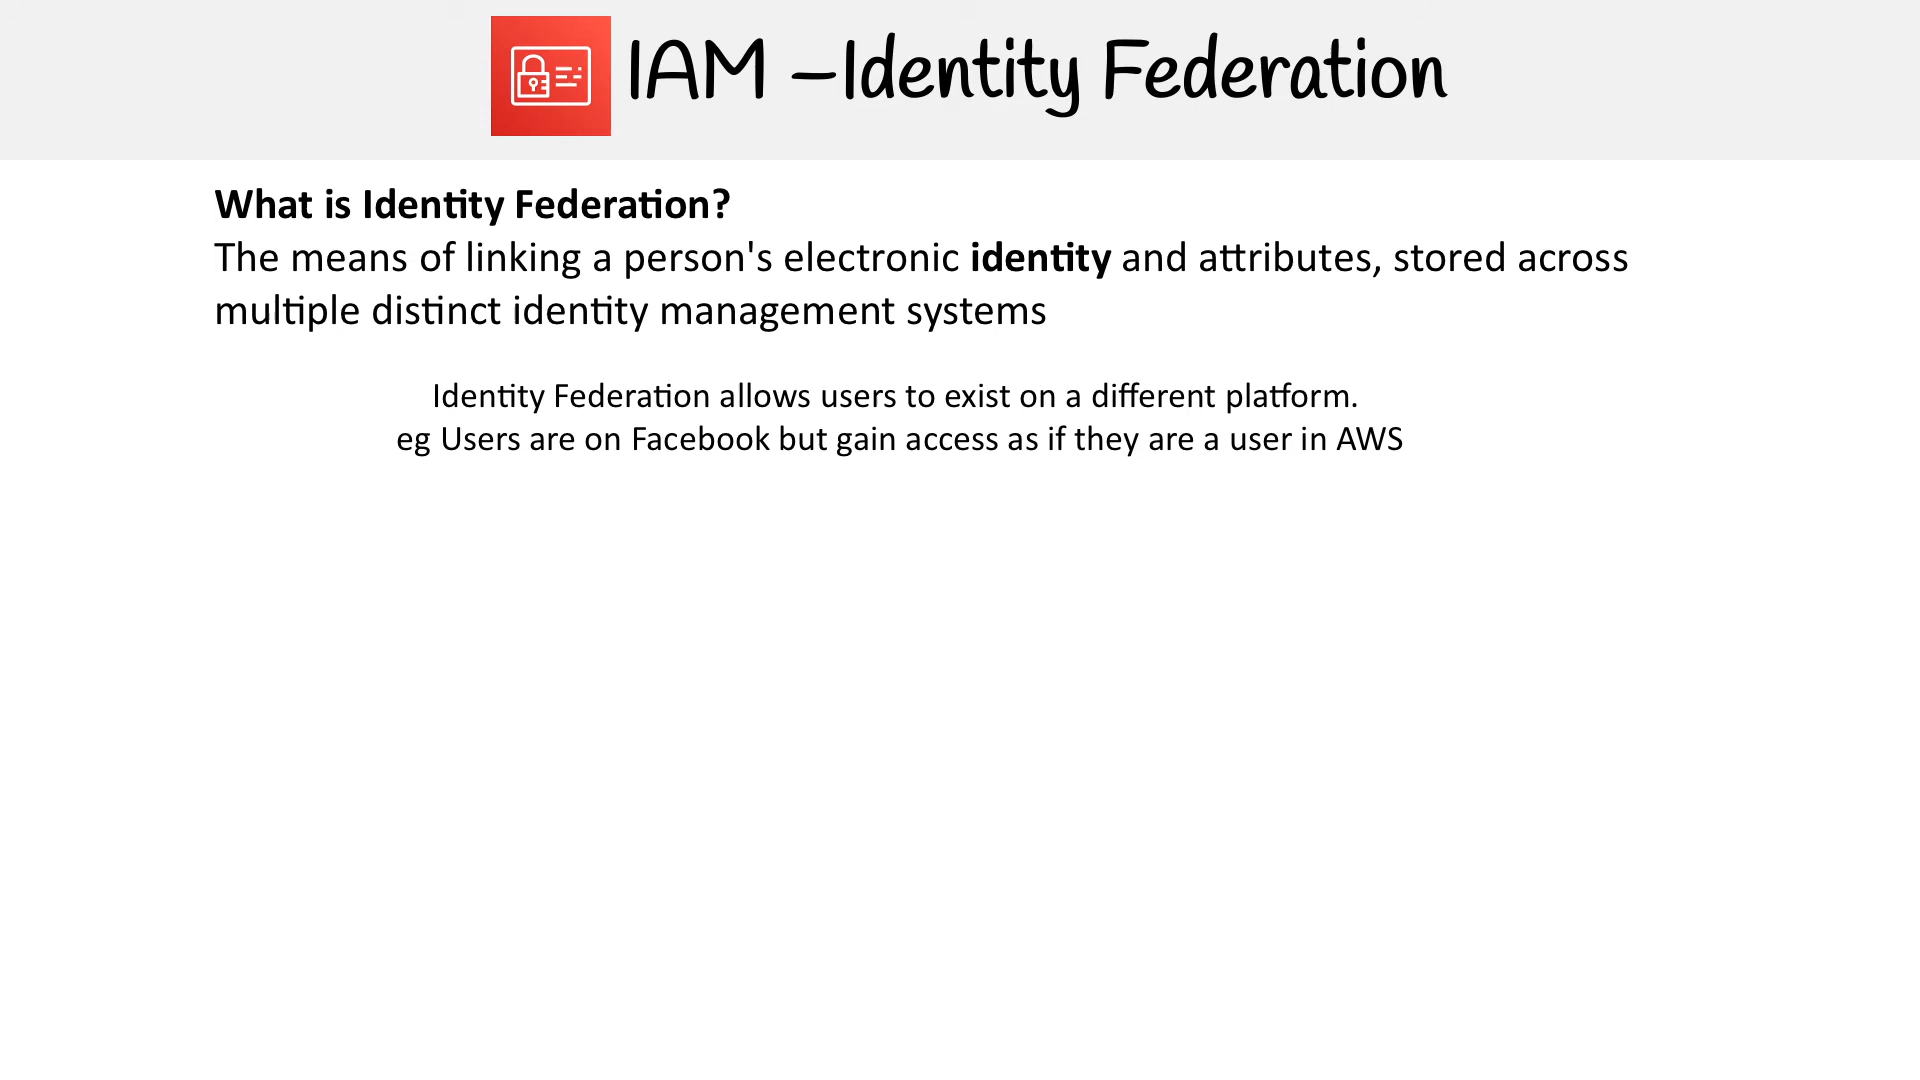 IAM –Identity Federation
What is Identity Federation?
The means of linking a person's electronic identity and attributes, stored across
multiple distinct identity management systems
Identity Federation allows users to exist on a different platform.
eg Users are on Facebook but gain access as if they are a user in AWS